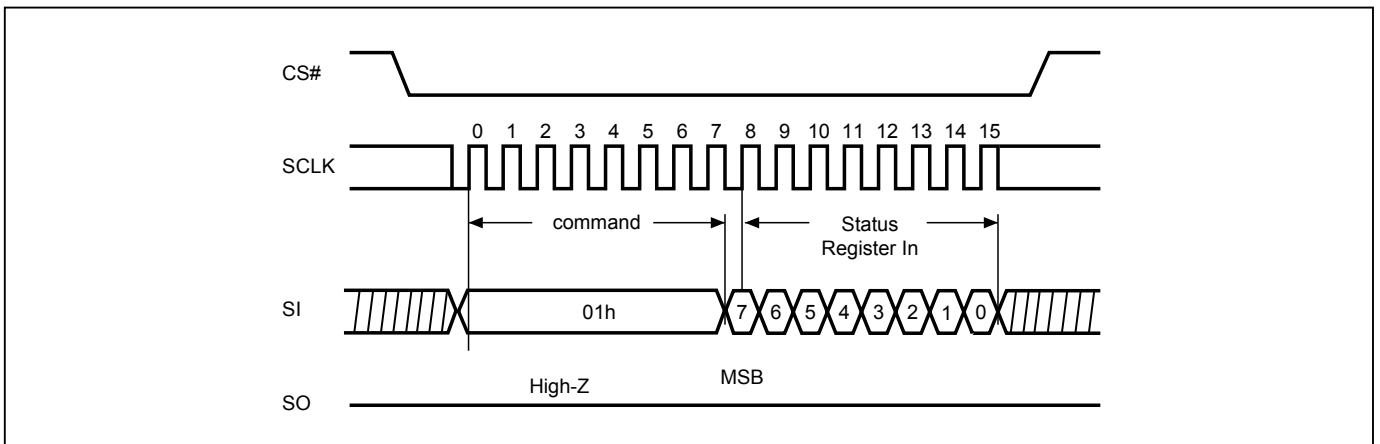 CS#
0 1 2 3 4 5 6 7 8 9 10 11 12 13 14 15
SCLK
command
Status
Register In
SI
01h
7 6 5 4 3 2 1 0
High-Z
MSB
SO